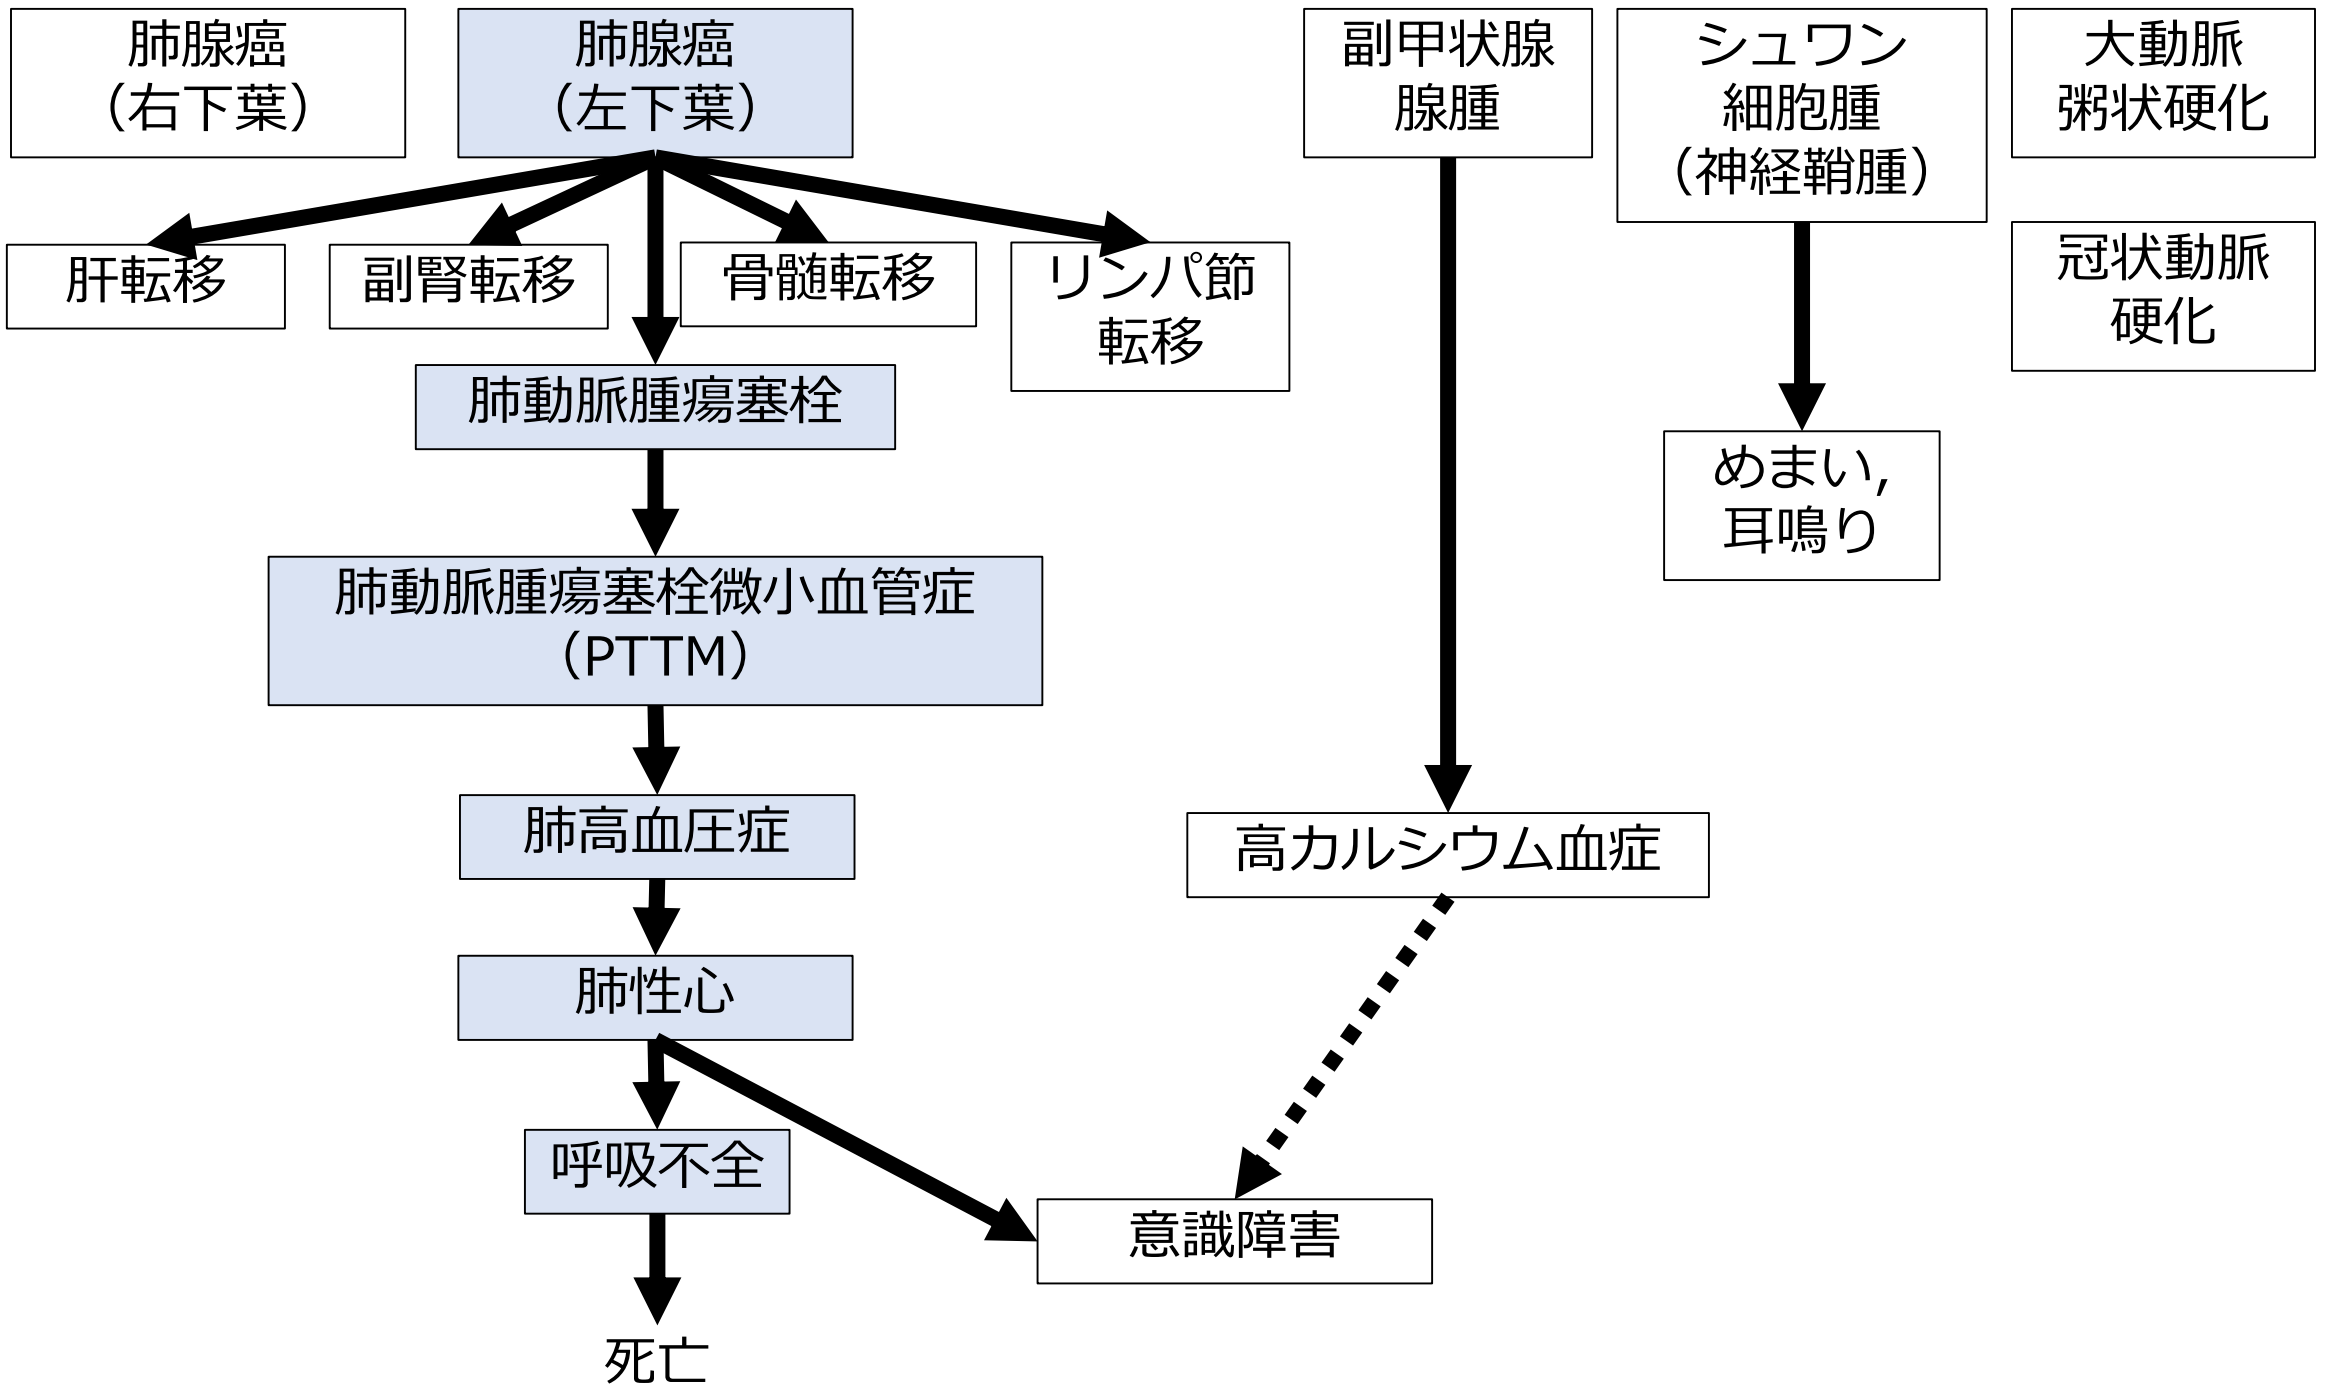 肺腺癌
（右下葉）
肺腺癌
（左下葉）
副甲状腺
腺腫
シュワン
細胞腫
（神経鞘腫）
大動脈
粥状硬化
肝転移
副腎転移
骨髄転移
リンパ節
転移
冠状動脈
硬化
肺動脈腫瘍塞栓
めまい,
耳鳴り
肺動脈腫瘍塞栓微小血管症
（PTTM）
肺高血圧症
高カルシウム血症
肺性心
呼吸不全
意識障害
死亡